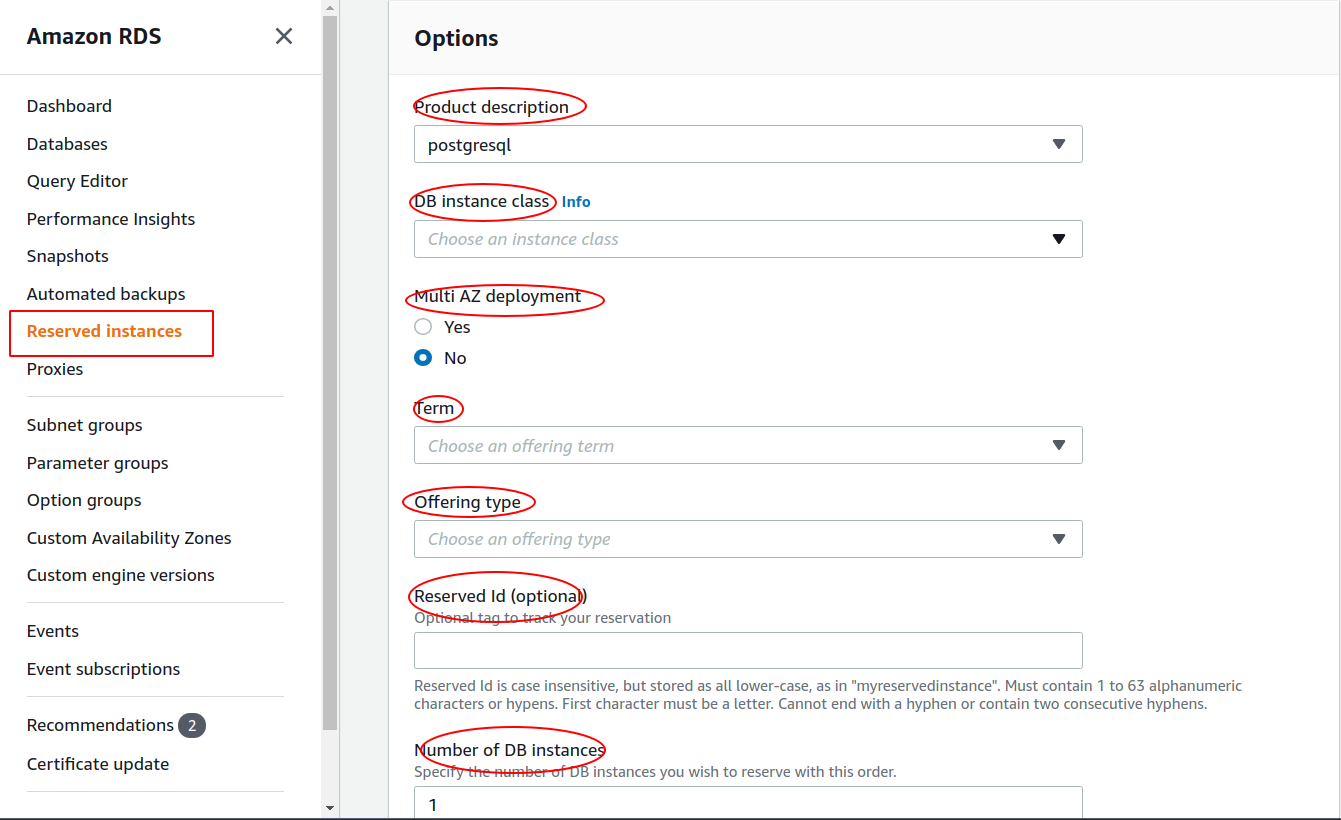 Amazon RDS
Dashboard
Databases
Query Editor
Performance Insights
Snapshots
Automated backups
Reserved instances
Proxies
Subnet groups
Parameter groups
Option groups
Custom Availability Zones
Custom engine versions
Events
Event subscriptions
Recommendations 2
Certificate update
Options
Product description
postgresql
DB instance class Info
Choose an instance class
Multi AZ deployment
Yes
No
Term
Choose an offering term
Offering type
Choose an offering type
Reserved Id (optional)
Optional tag to track your reservation
Reserved Id is case insensitive, but stored as all lower-case, as in "myreservedinstance". Must contain 1 to 63 alphanumeric
characters or hypens. First character must be a letter. Cannot end with a hyphen or contain two consecutive hyphens.
Number of DB instances
Specify the number of DB instances you wish to reserve with this order.
1